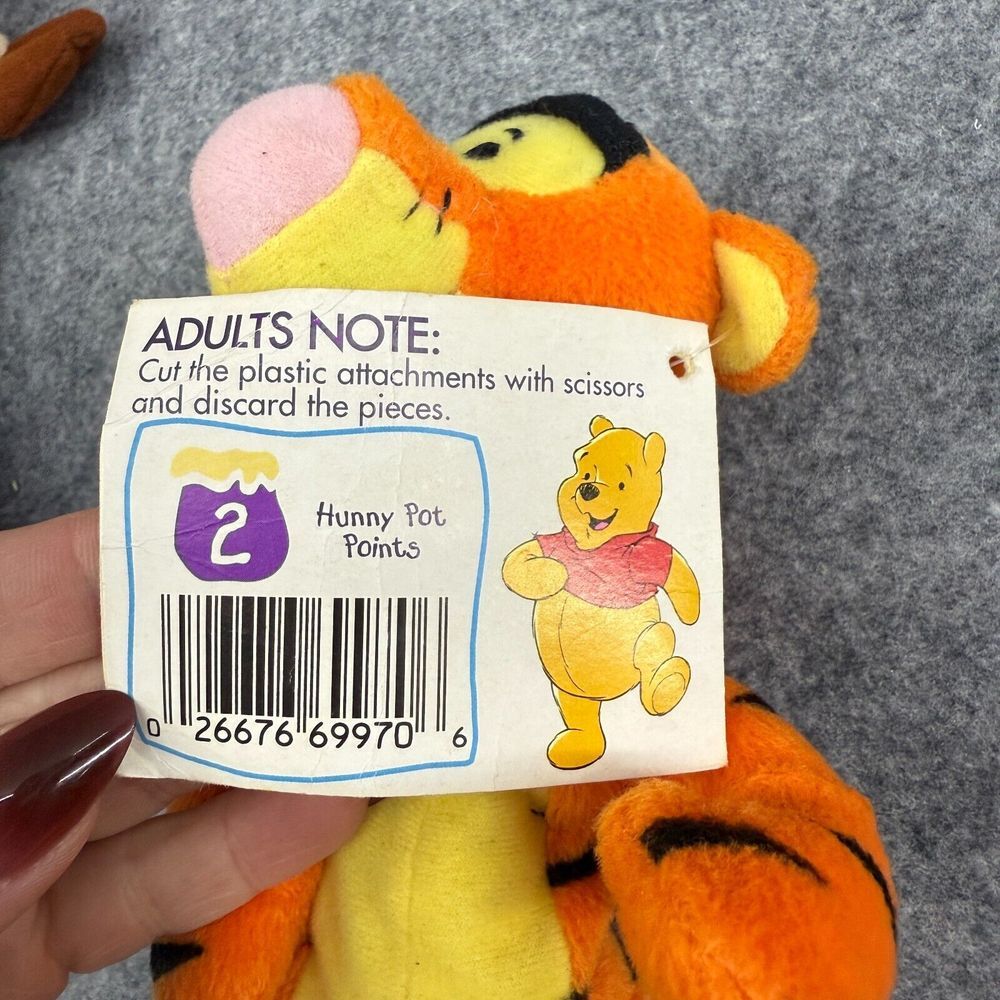 ADULTS NOTE:
Cut the plastic attachments with scissors
and discard the pieces.
2
Hunny Pot
Points
0 26676 69970 6